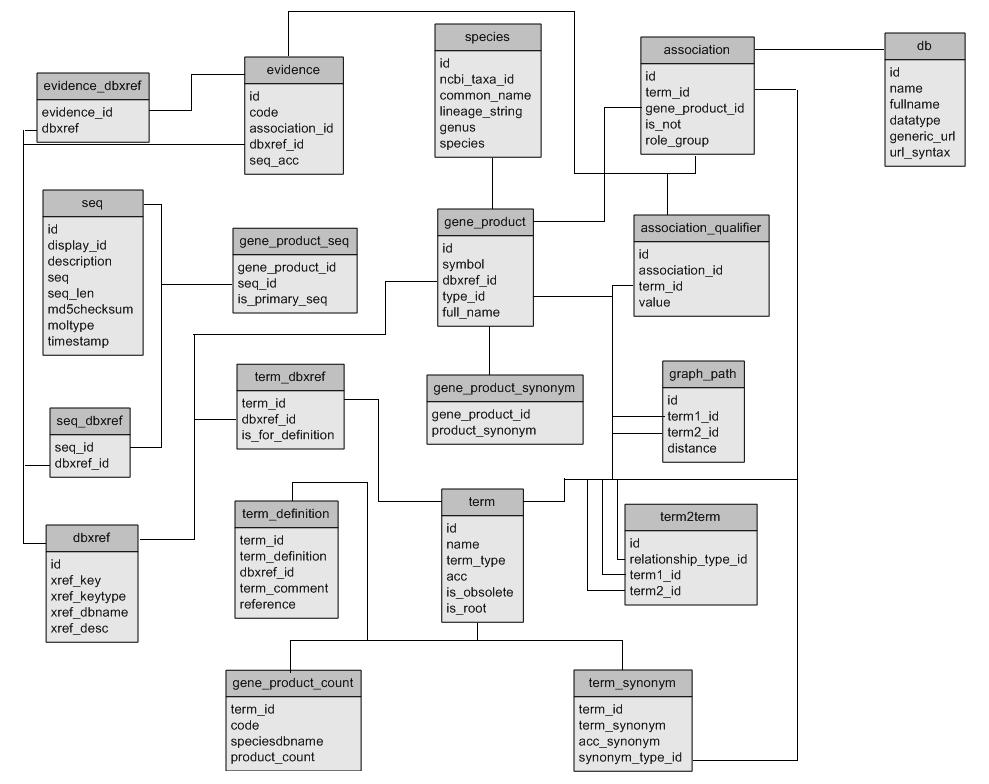 species
id
ncbi_taxa_id
common_name
lineage_string
genus
species
association
id
term_id
gene_product_id
is_not
role_group
db
id
name
fullname
datatype
generic_url
url_syntax
evidence
id
code
association_id
dbxref_id
seq_acc
evidence_dbxref
evidence_id
dbxref
seq
id
display_id
description
seq
seq_len
md5checksum
moltype
timestamp
gene_product_seq
gene_product_id
seq_id
is_primary_seq
gene_product
id
symbol
dbxref_id
type_id
full_name
association_qualifier
id
association_id
term_id
value
term_dbxref
term_id
dbxref_id
is_for_definition
gene_product_synonym
gene_product_id
product_synonym
graph_path
id
term1_id
term2_id
distance
seq_dbxref
seq_id
dbxref_id
dbxref
id
xref_key
xref_keytype
xref_dbname
xref_desc
term_definition
term_id
term_definition
dbxref_id
term_comment
reference
term
id
name
term_type
acc
is_obsolete
is_root
term2term
id
relationship_type_id
term1_id
term2_id
gene_product_count
term_id
code
speciesdbname
product_count
term_synonym
term_id
term_synonym
acc_synonym
synonym_type_id